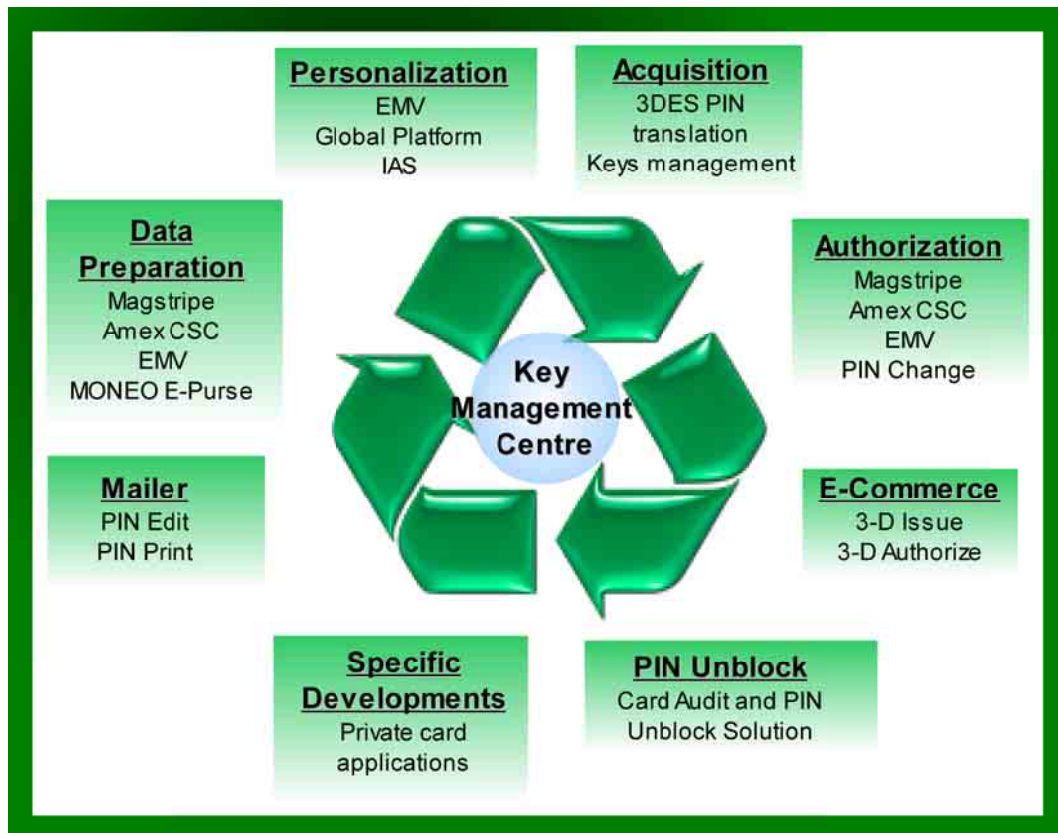 Personalization
EMV
Global Platform
IAS
Acquisition
3DES PIN
translation
Keys management
Data
Preparation
Magstripe
Amex CSC
EMV
MONEO E-Purse
Authorization
Magstripe
Amex CSC
EMV
PIN Change
Key
Management
Centre
Mailer
PIN Edit
PIN Print
E-Commerce
3-D Issue
3-D Authorize
Specific
Developments
Private card
applications
PIN Unblock
Card Audit and PIN
Unblock Solution